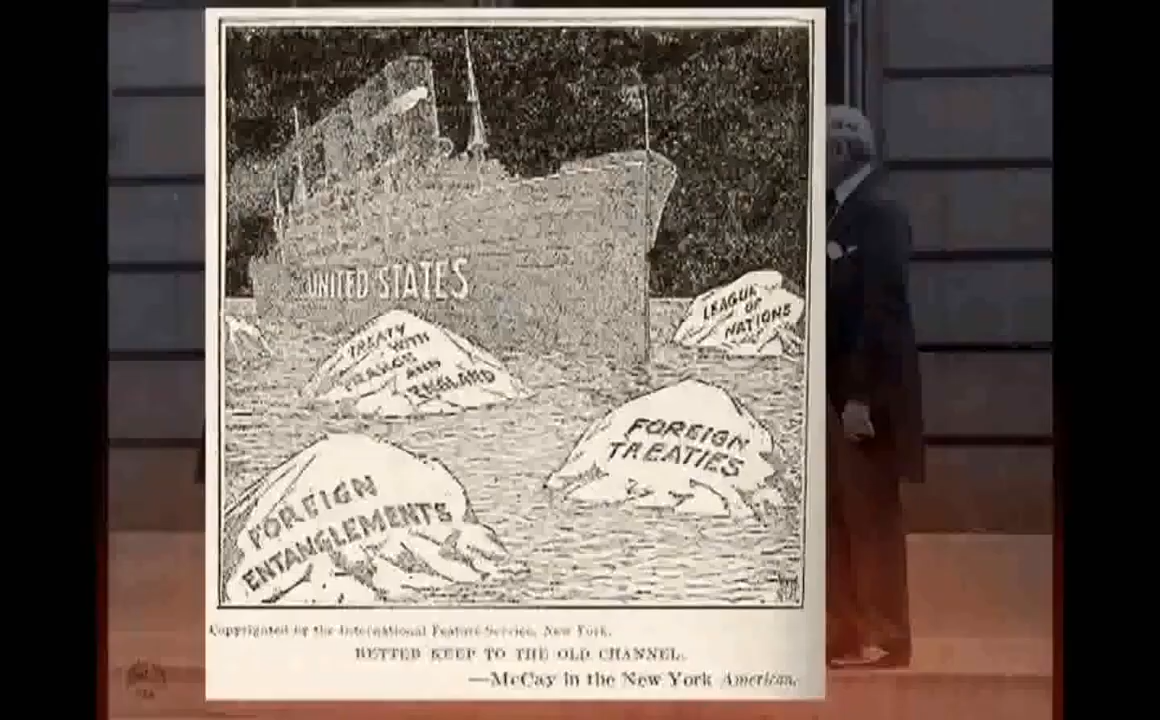 UNITED STATES
LEAGUE
OF
NATIONS
TREATY
WITH
FRANCE
AND
ENGLAND
FOREIGN
TREATIES
FOREIGN
ENTANGLEMENTS
Copyrighted by the International Feature Service, New York.
BETTER KEEP TO THE OLD CHANNEL.
—McCay in the New York American.